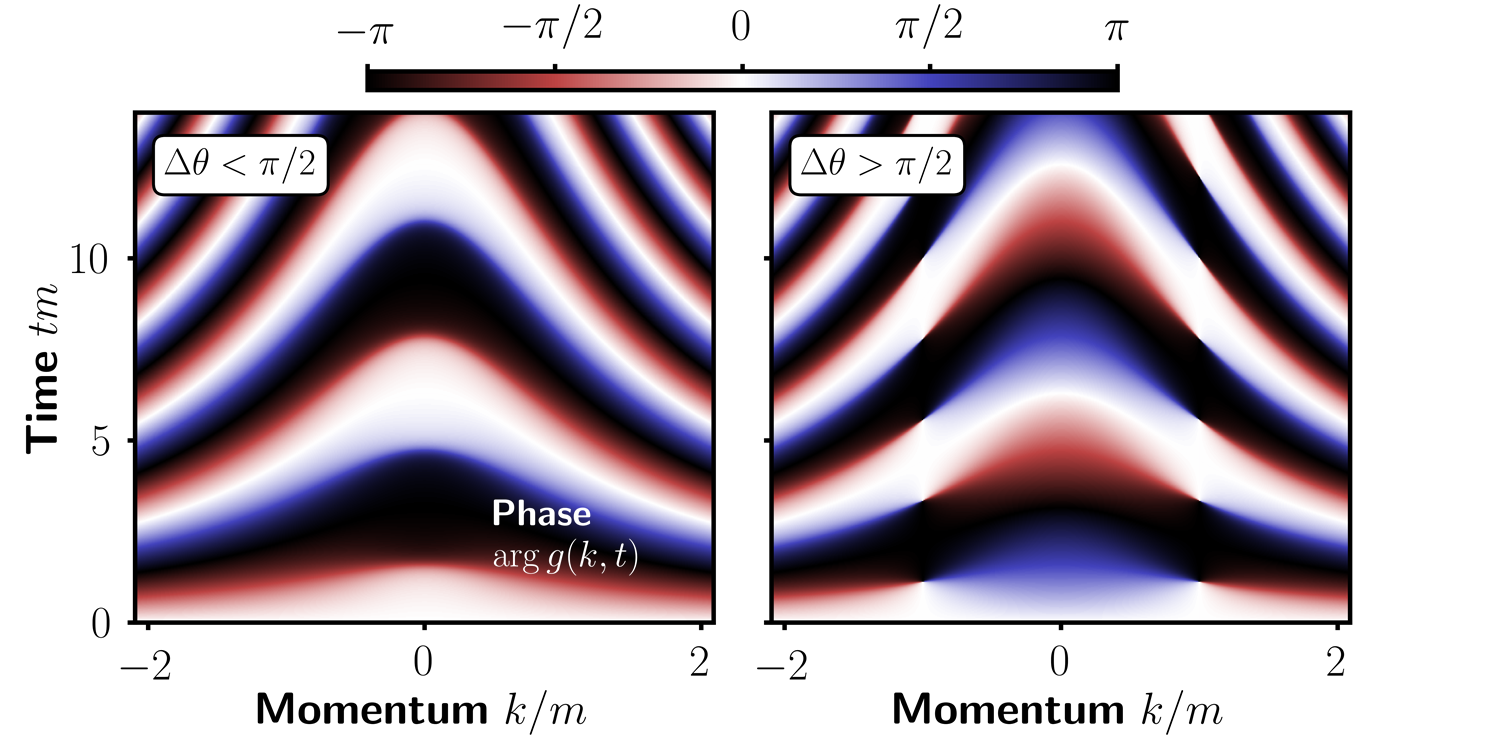 −π −π/2 0 π/2 π
Δθ < π/2
Δθ > π/2
Time tm
10
5
0
Phase
arg g(k, t)
−2 0 2
−2 0 2
Momentum k/m
Momentum k/m